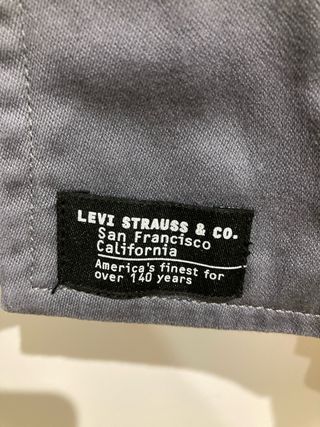 LEVI STRAUSS & CO.
San Francisco
California
America's finest for
over 140 years